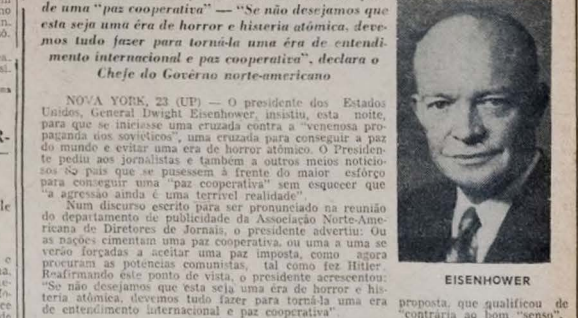 de uma "paz cooperativa" — "Se não desejamos que
esta seja uma éra de horror e histeria atômica, deve-
mos tudo fazer para torná-la uma éra de entendi-
mento internacional e paz cooperativa", declara o
Chefe do Govêrno norte-americano
NOVA YORK, 23 (UP) — O presidente dos Estados
Unidos, General Dwight Eisenhower, insistiu, esta noite,
para que se iniciasse uma cruzada contra a "venenosa pro-
paganda dos sovieticos", uma cruzada para conseguir a paz
do mundo e evitar uma era de horror atômico. O Presiden-
te pediu aos jornalistas e também a outros meios noticio-
sos do país que se pusessem à frente do maior esfôrço
para conseguir uma "paz cooperativa" sem esquecer que
"a agressão ainda é uma terrivel realidade".
Num discurso escrito para ser pronunciado na reunião
do departamento de publicidade da Associação Norte-Ame-
ricana de Diretores de Jornais, o presidente advertiu: Ou
as nações cimentam uma paz cooperativa, ou uma a uma se
verão forçadas a aceitar uma paz imposta, como agora
procuram as potencias comunistas, tal como fez Hitler.
Reafirmando este ponto de vista, o presidente acrescentou:
"Se não desejamos que esta seja uma éra de horror e his-
teria atômica, devemos tudo fazer para torná-la uma era
de entendimento internacional e paz cooperativa".
EISENHOWER
proposta, que qualificou de
"contrária ao bom "senso",